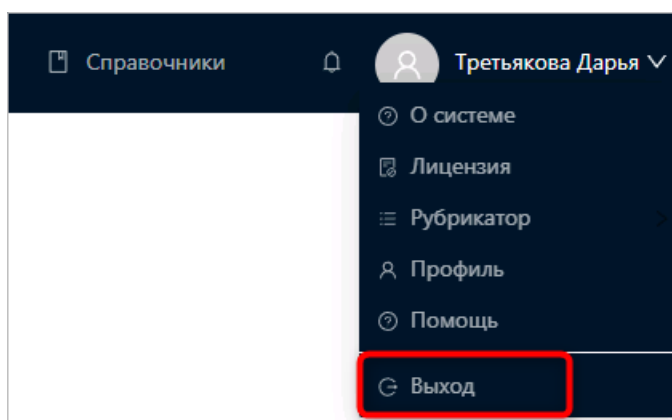 Справочники
Третьякова Дарья
О системе
Лицензия
Рубрикатор
Профиль
Помощь
Выход